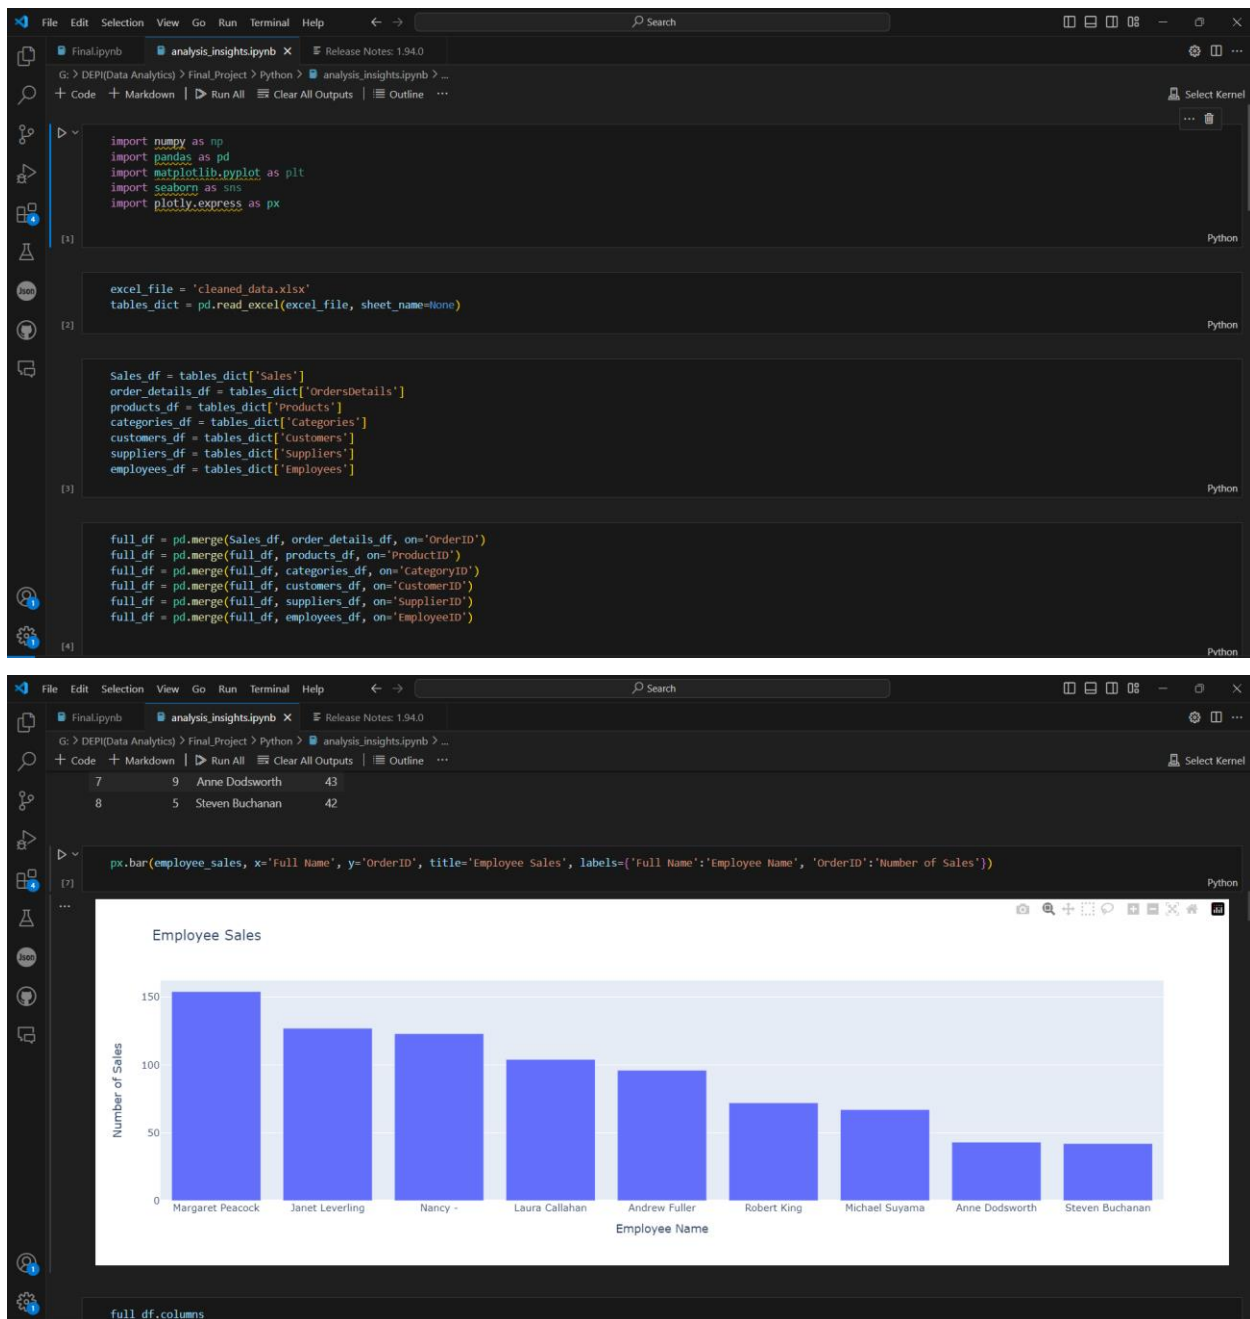 File Edit Selection View Go Run Terminal Help Search
Final.ipynb analysis_insights.ipynb Release Notes: 1.94.0
G: > DEPI(Data Analytics) > Final_Project > Python > analysis_insights.ipynb > ...
+ Code + Markdown | Run All Clear All Outputs | Outline ... Select Kernel
import numpy as np
import pandas as pd
import matplotlib.pyplot as plt
import seaborn as sns
import plotly.express as px
[1] Python
excel_file = 'cleaned_data.xlsx'
tables_dict = pd.read_excel(excel_file, sheet_name=None)
[2] Python
Sales_df = tables_dict['Sales']
order_details_df = tables_dict['OrdersDetails']
products_df = tables_dict['Products']
categories_df = tables_dict['Categories']
customers_df = tables_dict['Customers']
suppliers_df = tables_dict['Suppliers']
employees_df = tables_dict['Employees']
[3] Python
full_df = pd.merge(Sales_df, order_details_df, on='OrderID')
full_df = pd.merge(full_df, products_df, on='ProductID')
full_df = pd.merge(full_df, categories_df, on='CategoryID')
full_df = pd.merge(full_df, customers_df, on='CustomerID')
full_df = pd.merge(full_df, suppliers_df, on='SupplierID')
full_df = pd.merge(full_df, employees_df, on='EmployeeID')
[4] Python
Json
4
1
1
File Edit Selection View Go Run Terminal Help Search
Final.ipynb analysis_insights.ipynb Release Notes: 1.94.0
G: > DEPI(Data Analytics) > Final_Project > Python > analysis_insights.ipynb > ...
+ Code + Markdown | Run All Clear All Outputs | Outline ... Select Kernel
7 9 Anne Dodsworth 43
8 5 Steven Buchanan 42
px.bar(employee_sales, x='Full Name', y='OrderID', title='Employee Sales', labels={'Full Name':'Employee Name', 'OrderID':'Number of Sales'})
[7] Python
Employee Sales
Number of Sales
150
100
50
0
Margaret Peacock Janet Leverling Nancy - Laura Callahan Andrew Fuller Robert King Michael Suyama Anne Dodsworth Steven Buchanan
Employee Name
full_df.columns
Json
4
1
1